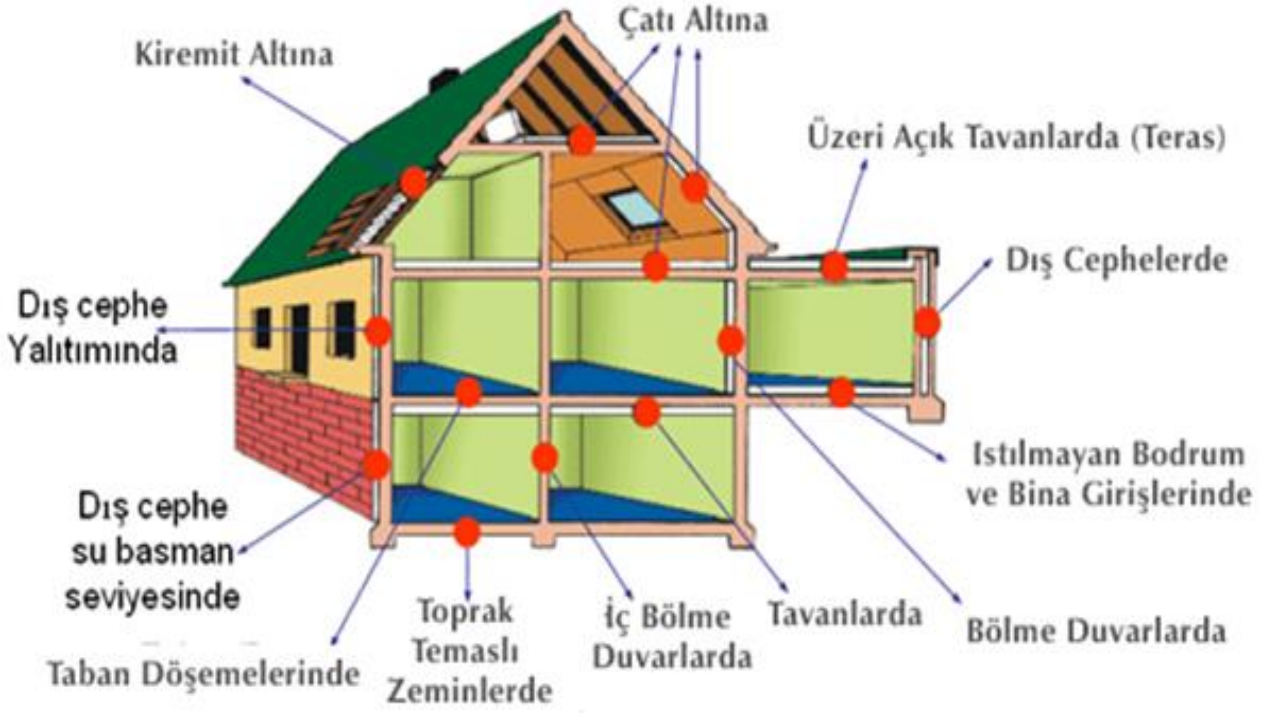 Çatı Altına
Kiremit Altına
Üzeri Açık Tavanlarda (Teras)
Dış Cephelerde
Dış cephe
Yalıtımında
Istılmayan Bodrum
ve Bina Girişlerinde
Dış cephe
su basman
seviyesinde
Toprak
Temaslı
Zeminlerde
İç Bölme
Duvarlarda
Tavanlarda
Bölme Duvarlarda
Taban Döşemelerinde